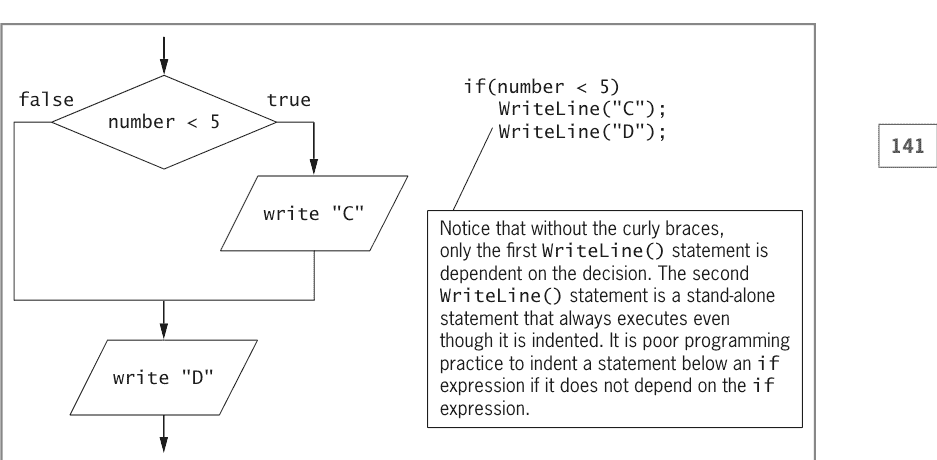 false
true
number < 5
write "C"
write "D"
if(number < 5)
WriteLine("C");
WriteLine("D");
Notice that without the curly braces,
only the first WriteLine() statement is
dependent on the decision. The second
WriteLine() statement is a stand-alone
statement that always executes even
though it is indented. It is poor programming
practice to indent a statement below an if
expression if it does not depend on the if
expression.
141